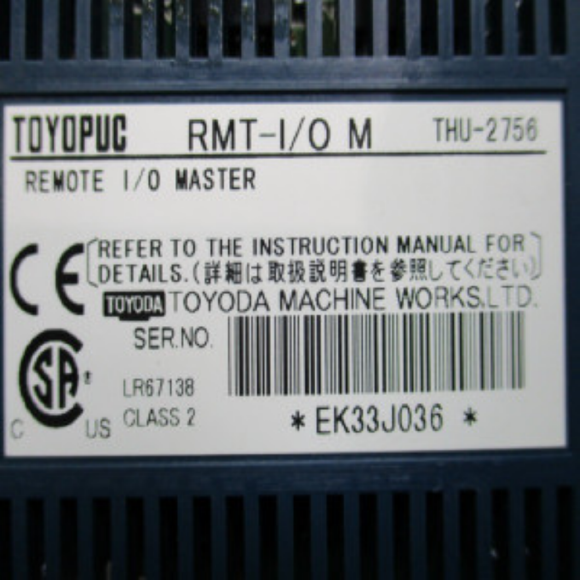 TOYOPUC RMT-I/O M THU-2756
REMOTE I/O MASTER
CE
REFER TO THE INSTRUCTION MANUAL FOR
DETAILS.(詳細は取扱説明書を参照してください)
TOYODA TOYODA MACHINE WORKS,LTD.
SER.NO.
SA ®
LR67138
C US CLASS 2
*EK33J036 *